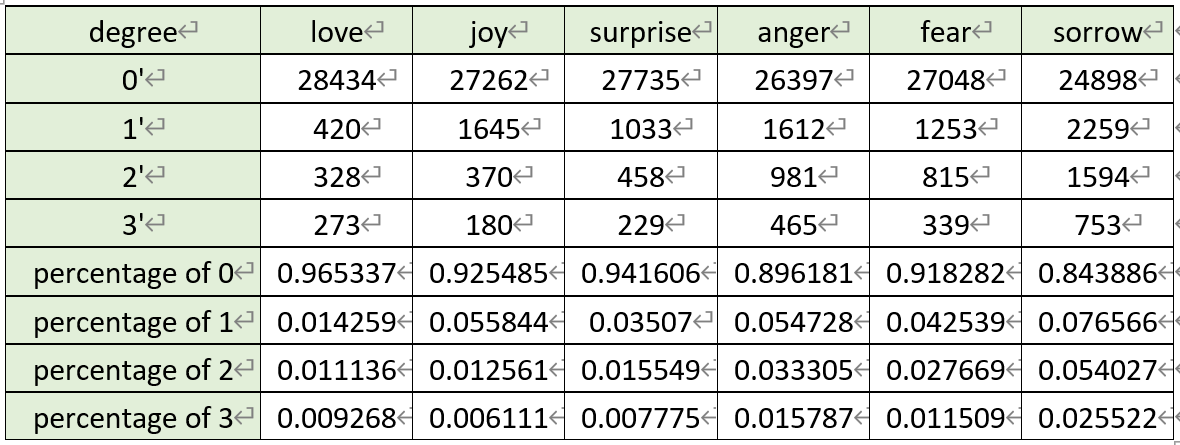 degree love joy surprise anger fear sorrow
0' 28434 27262 27735 26397 27048 24898
1' 420 1645 1033 1612 1253 2259
2' 328 370 458 981 815 1594
3' 273 180 229 465 339 753
percentage of 0 0.965337 0.925485 0.941606 0.896181 0.918282 0.843886
percentage of 1 0.014259 0.055844 0.03507 0.054728 0.042539 0.076566
percentage of 2 0.011136 0.012561 0.015549 0.033305 0.027669 0.054027
percentage of 3 0.009268 0.006111 0.007775 0.015787 0.011509 0.025522